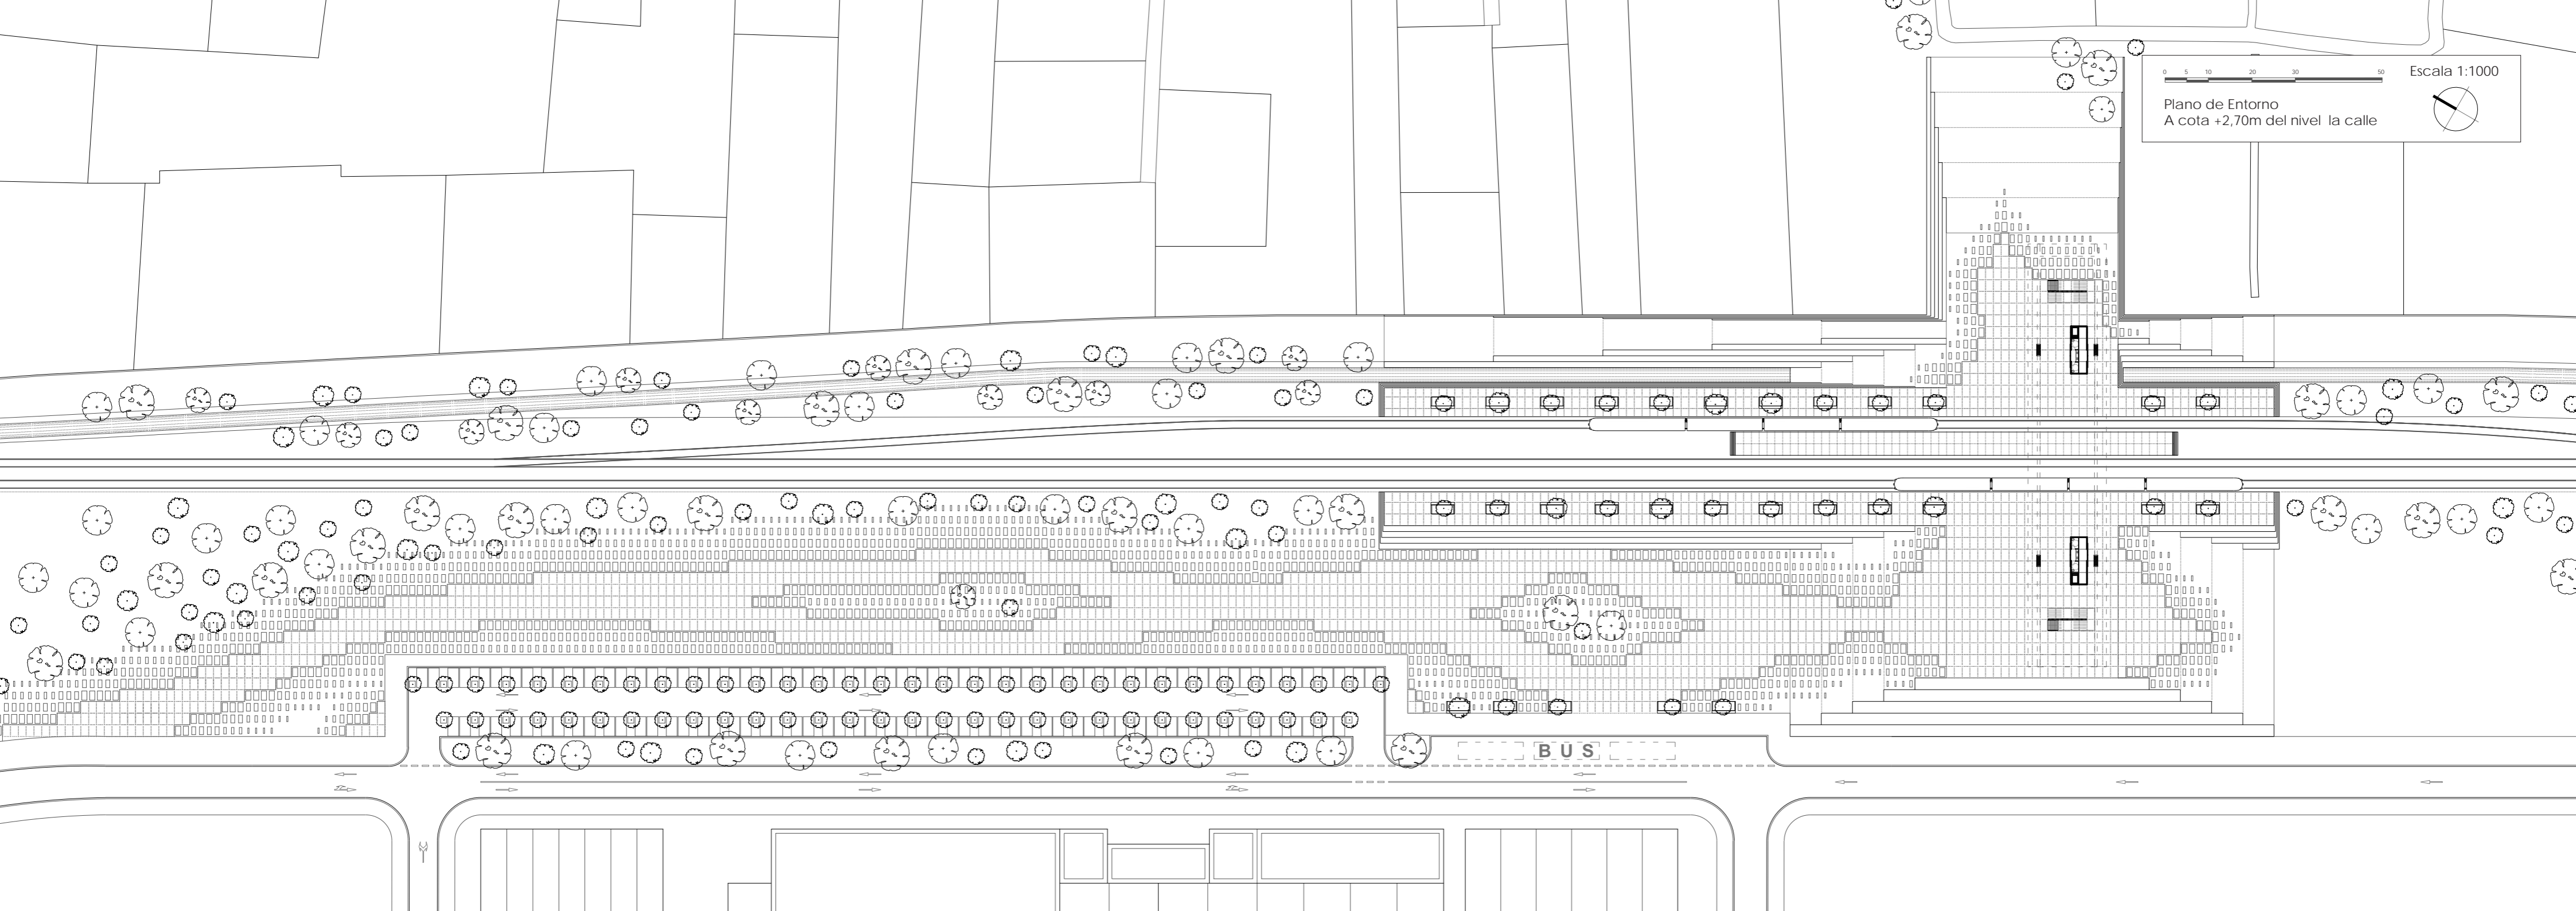 0 5 10 20 30 50
Escala 1:1000
Plano de Entorno
A cota +2,70m del nivel la calle
BUS